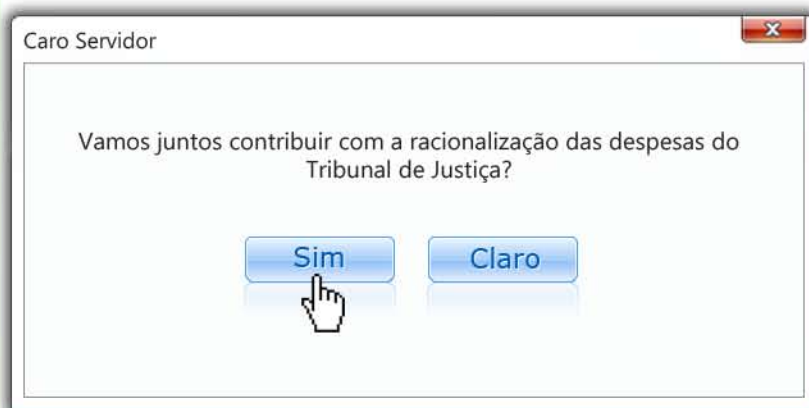 Caro Servidor
Vamos juntos contribuir com a racionalização das despesas do
Tribunal de Justiça?
Sim
Claro